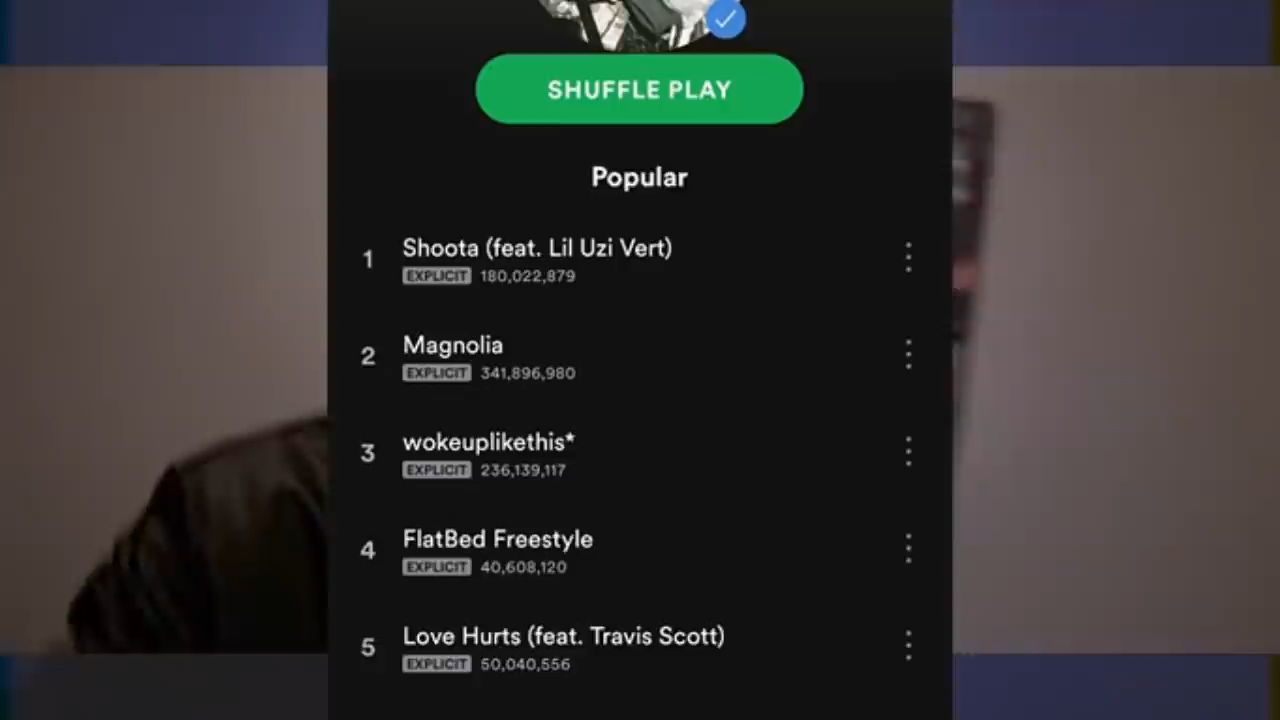 SHUFFLE PLAY
Popular
1
Shoota (feat. Lil Uzi Vert)
EXPLICIT 180,022,879
2
Magnolia
EXPLICIT 341,896,980
3
wokeuplikethis*
EXPLICIT 236,139,117
4
FlatBed Freestyle
EXPLICIT 40,608,120
5
Love Hurts (feat. Travis Scott)
EXPLICIT 50,040,556